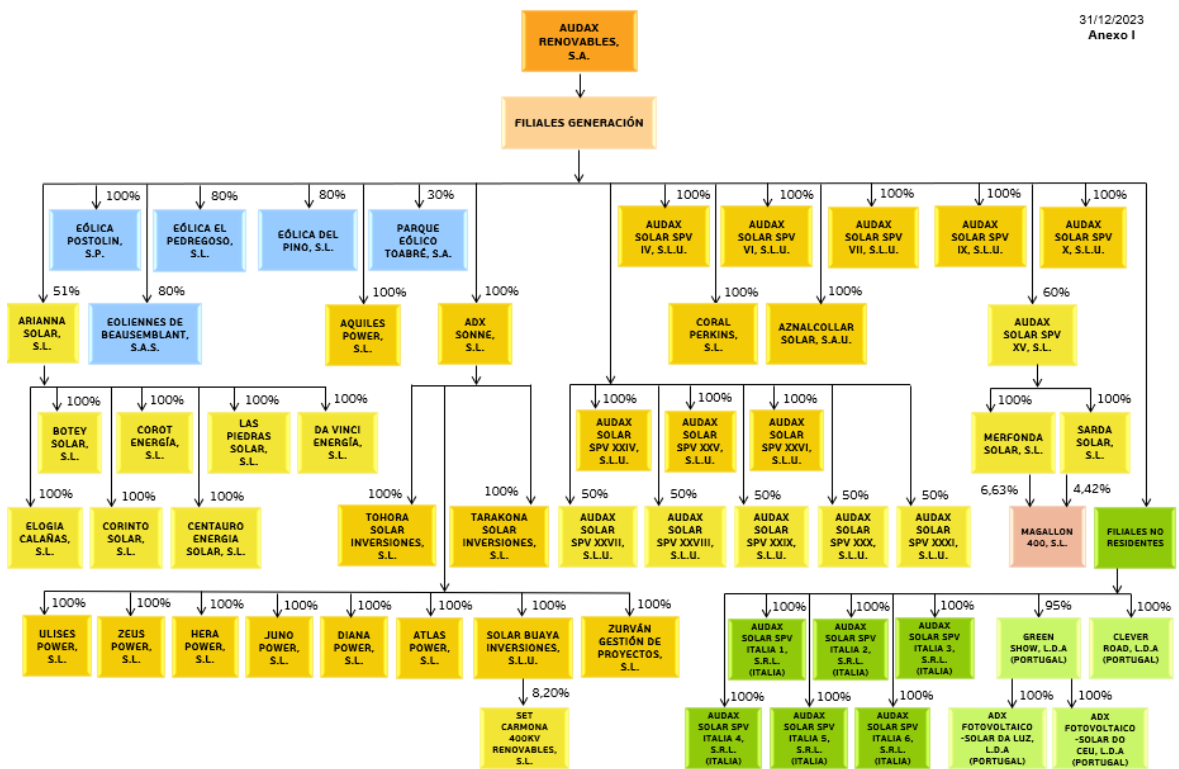 31/12/2023
Anexo I
AUDAX
RENOVABLES,
S.A.
FILIALES GENERACIÓN
100%
80%
80%
30%
100%
100%
100%
100%
100%
EÓLICA
POSTOLIN,
S.P.
EÓLICA EL
PEDREGOSO,
S.L.
EÓLICA DEL
PINO, S.L.
PARQUE
EÓLICO
TOABRÉ, S.A.
AUDAX
SOLAR SPV
IV, S.L.U.
AUDAX
SOLAR SPV
VI, S.L.U.
AUDAX
SOLAR SPV
VII, S.L.U.
AUDAX
SOLAR SPV
IX, S.L.U.
AUDAX
SOLAR SPV
X, S.L.U.
51%
80%
100%
100%
100%
100%
60%
ARIANNA
SOLAR,
S.L.
EOLIENNES DE
BEAUSEMBLANT,
S.A.S.
AQUILES
POWER,
S.L.
ADX
SONNE,
S.L.
CORAL
PERKINS,
S.L.
AZNALCOLLAR
SOLAR, S.A.U.
AUDAX
SOLAR SPV
XV, S.L.
100%
100%
100%
100%
100%
100%
100%
100%
100%
BOTEY
SOLAR,
S.L.
COROT
ENERGÍA,
S.L.
LAS
PIEDRAS
SOLAR,
S.L.
DA VINCI
ENERGÍA,
S.L.
AUDAX
SOLAR
SPV XXIV,
S.L.U.
AUDAX
SOLAR
SPV XXV,
S.L.U.
AUDAX
SOLAR
SPV XXVI,
S.L.U.
MERFONDA
SOLAR, S.L.
SARDA
SOLAR,
S.L.
100%
100%
100%
100%
100%
50%
50%
50%
50%
50%
6,63%
4,42%
ELOGIA
CALAÑAS,
S.L.
CORINTO
SOLAR,
S.L.
CENTAURO
ENERGIA
SOLAR, S.L.
TOHORA
SOLAR
INVERSIONES,
S.L.
TARAKONA
SOLAR
INVERSIONES,
S.L.
AUDAX
SOLAR
SPV XXVII,
S.L.U.
AUDAX
SOLAR
SPV XXVIII,
S.L.U.
AUDAX
SOLAR
SPV XXIX,
S.L.U.
AUDAX
SOLAR
SPV XXX,
S.L.U.
AUDAX
SOLAR
SPV XXXI,
S.L.U.
MAGALLON
400, S.L.
FILIALES NO
RESIDENTES
100%
100%
100%
100%
100%
100%
100%
100%
100%
100%
100%
95%
100%
ULISES
POWER,
S.L.
ZEUS
POWER,
S.L.
HERA
POWER,
S.L.
JUNO
POWER,
S.L.
DIANA
POWER,
S.L.
ATLAS
POWER,
S.L.
SOLAR BUAYA
INVERSIONES,
S.L.U.
ZURVÁN
GESTIÓN DE
PROYECTOS,
S.L.
AUDAX
SOLAR SPV
ITALIA 1,
S.R.L.
(ITALIA)
AUDAX
SOLAR SPV
ITALIA 2,
S.R.L.
(ITALIA)
AUDAX
SOLAR SPV
ITALIA 3,
S.R.L.
(ITALIA)
GREEN
SHOW, L.D.A
(PORTUGAL)
CLEVER
ROAD, L.D.A
(PORTUGAL)
8,20%
100%
100%
100%
100%
100%
SET
CARMONA
400KV
RENOVABLES,
S.L.
AUDAX
SOLAR SPV
ITALIA 4,
S.R.L.
(ITALIA)
AUDAX
SOLAR SPV
ITALIA 5,
S.R.L.
(ITALIA)
AUDAX
SOLAR SPV
ITALIA 6,
S.R.L.
(ITALIA)
ADX
FOTOVOLTAICO
-SOLAR DA LUZ,
L.D.A
(PORTUGAL)
ADX
FOTOVOLTAICO
-SOLAR DO
CEU, L.D.A
(PORTUGAL)